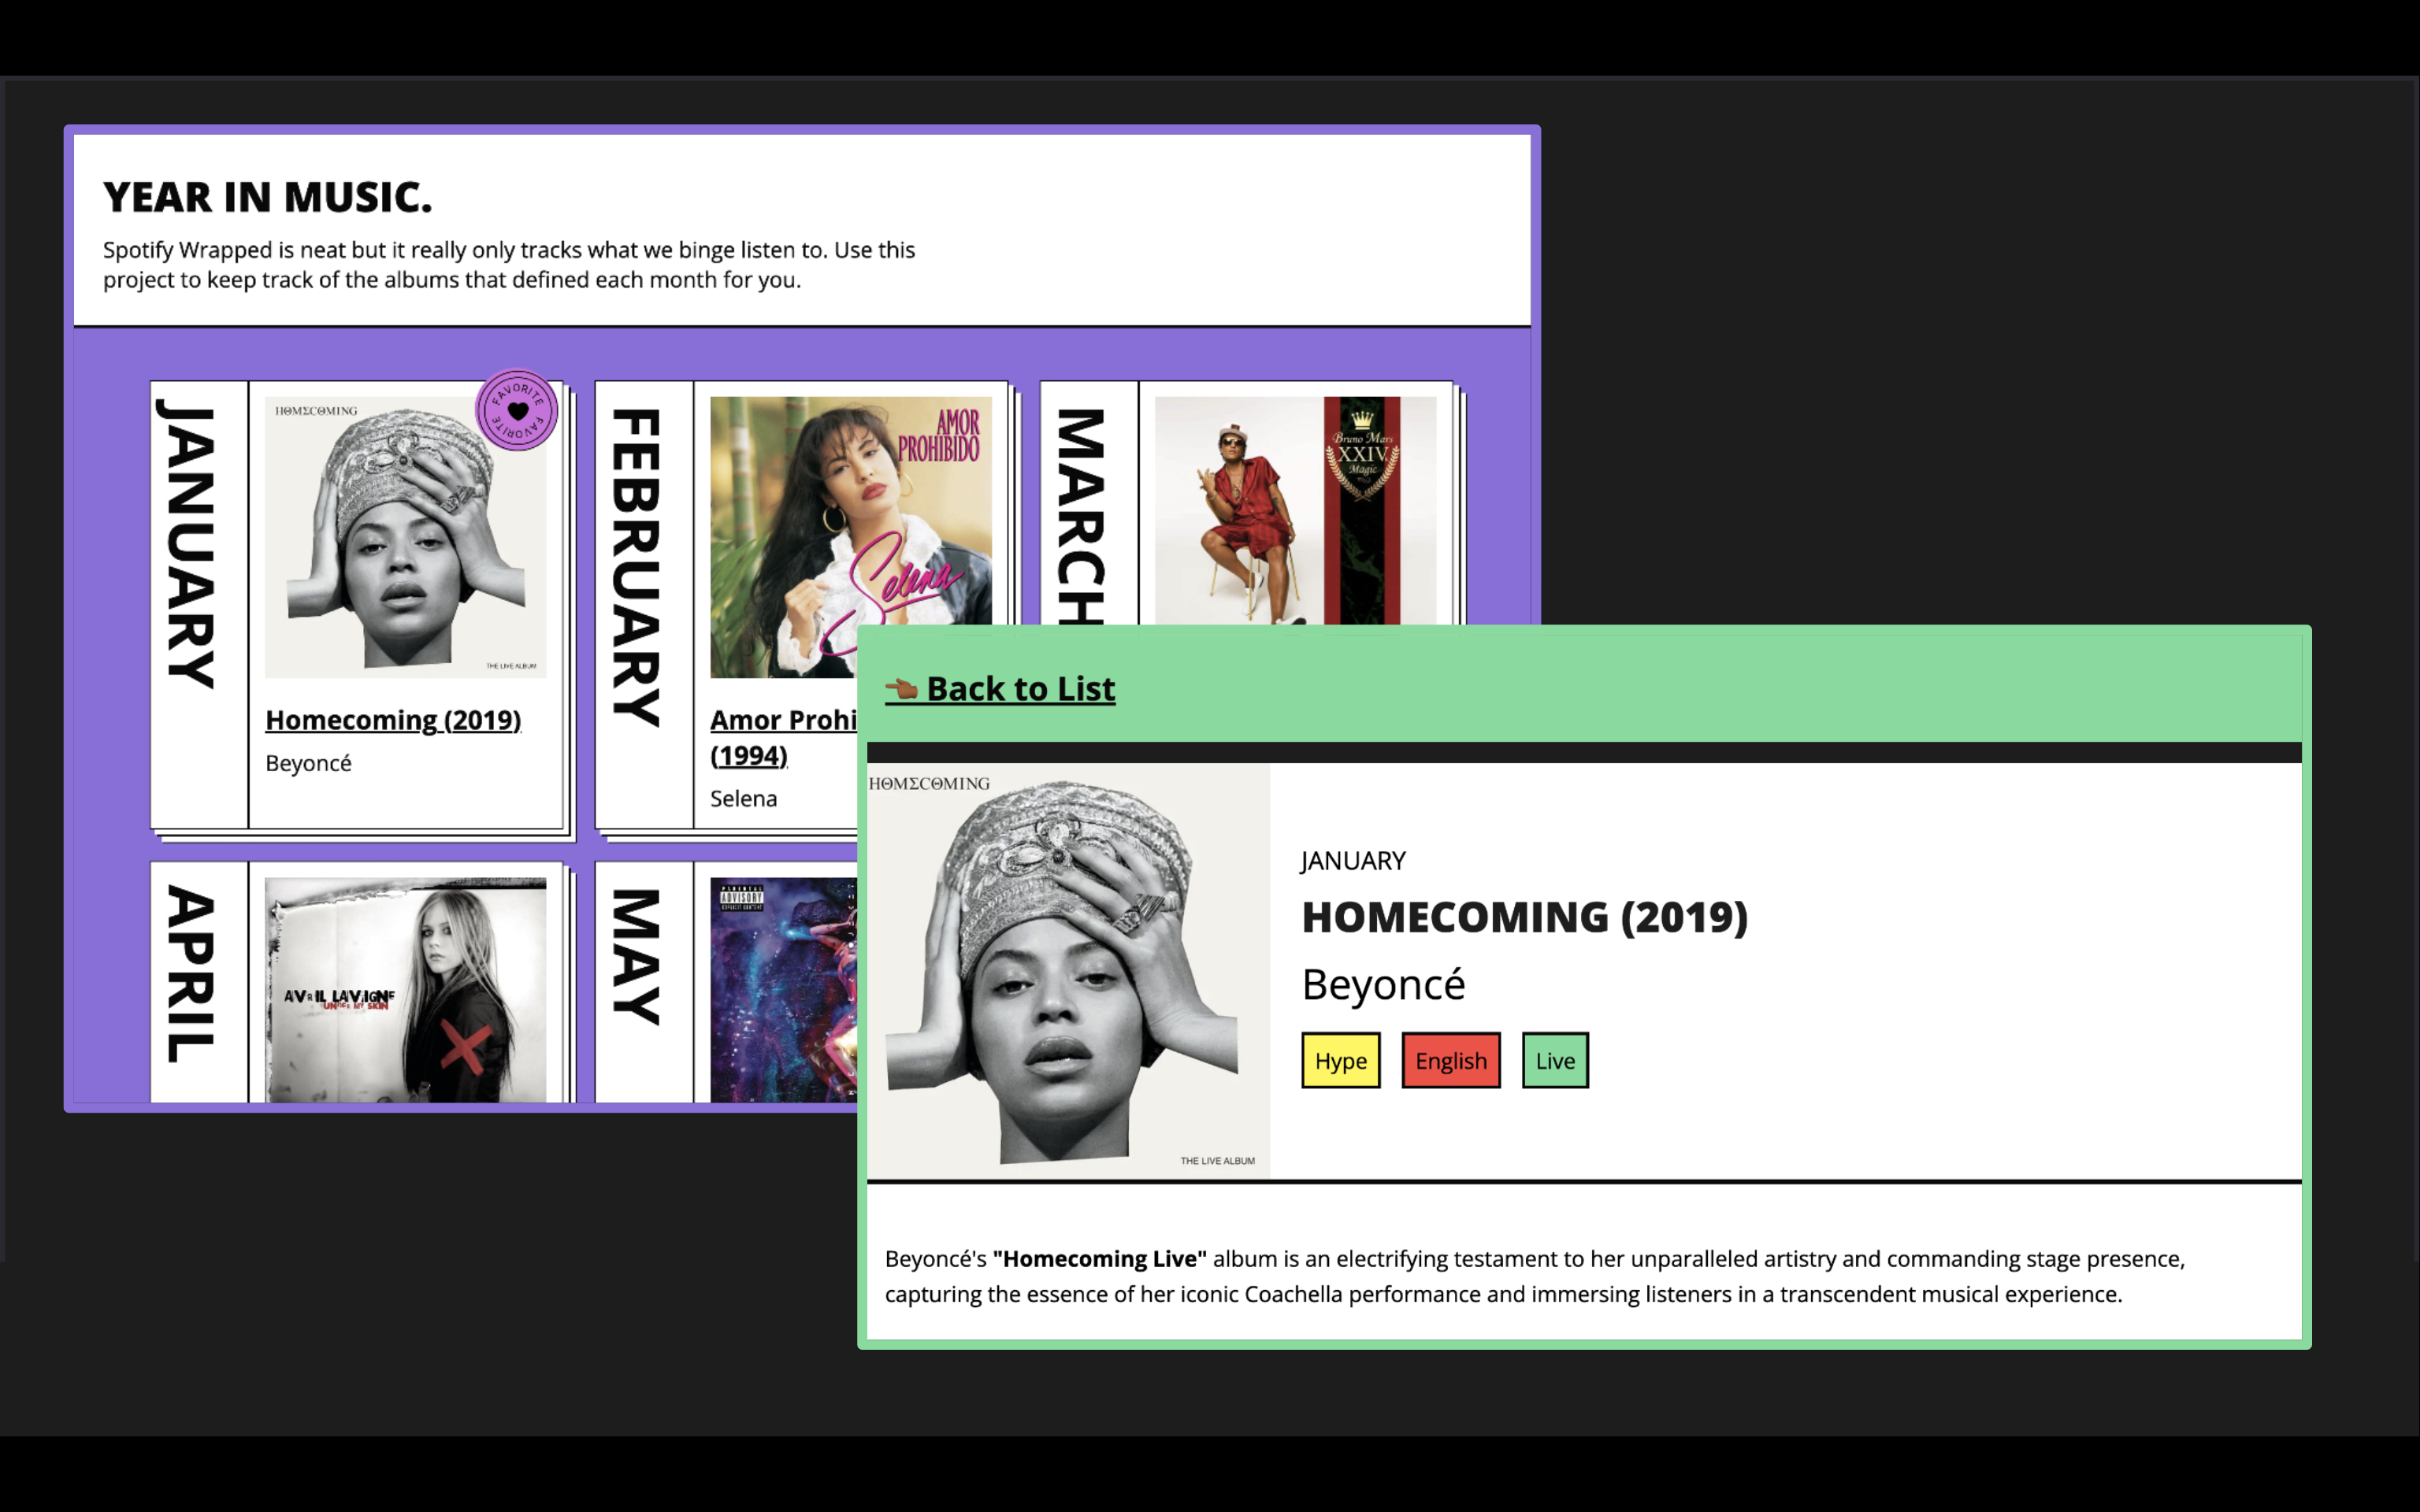 YEAR IN MUSIC.
Spotify Wrapped is neat but it really only tracks what we binge listen to. Use this
project to keep track of the albums that defined each month for you.
JANUARY
HOMΣCOMING
FAVORITE FAVORITE
THE LIVE ALBUM
Homecoming (2019)
Beyoncé
FEBRUARY
AMOR
PROHIBIDO
Selena
Amor Prohi
(1994)
Selena
MARCH
Bruno Mars
XXIV
Magic
APRIL
AVRIL LAVIGNE
UNDER MY SKIN
MAY
PARENTAL
ADVISORY
EXPLICIT CONTENT
👈🏾 Back to List
HOMΣCOMING
THE LIVE ALBUM
JANUARY
HOMECOMING (2019)
Beyoncé
Hype English Live
Beyoncé's "Homecoming Live" album is an electrifying testament to her unparalleled artistry and commanding stage presence,
capturing the essence of her iconic Coachella performance and immersing listeners in a transcendent musical experience.